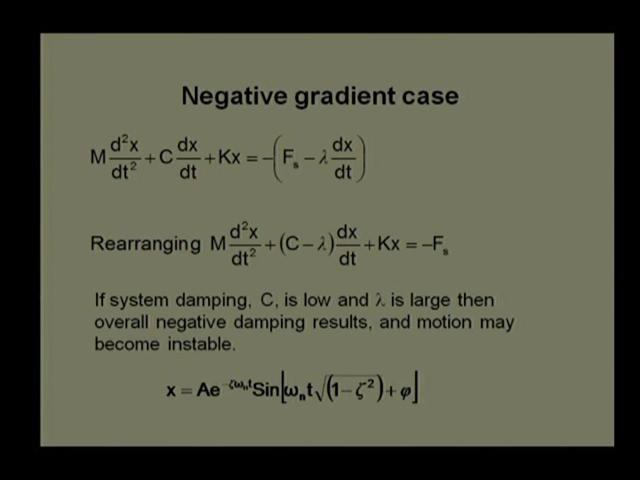 Negative gradient case
M d²x/dt² + C dx/dt + Kx = −(Fₛ − λ dx/dt)
Rearranging M d²x/dt² + (C − λ) dx/dt + Kx = −Fₛ
If system damping, C, is low and λ is large then
overall negative damping results, and motion may
become instable.
x = Ae^(−ζωₙt) Sin[ωₙt√(1 − ζ²) + φ]